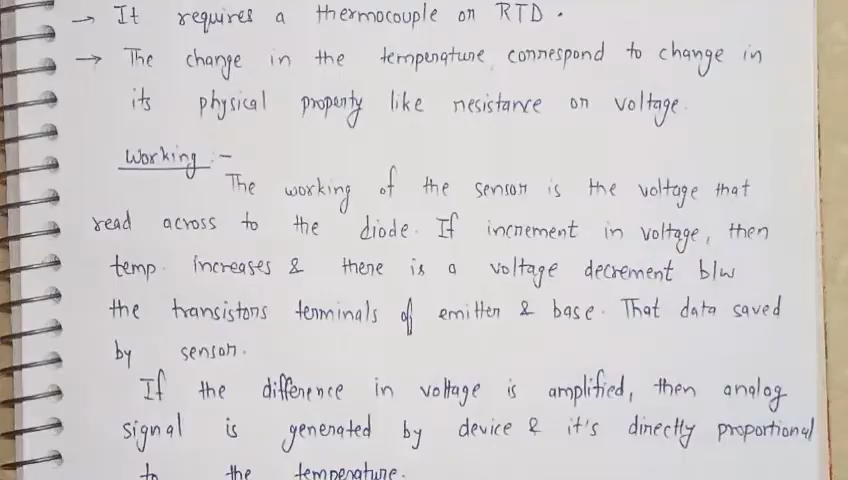 → It requires a thermocouple or RTD.
→ The change in the temperature correspond to change in
its physical property like resistance or voltage.
Working :-
The working of the sensor is the voltage that
read across to the diode. If increment in voltage, then
temp. increases & there is a voltage decrement b/w
the transistors terminals of emitter & base. That data saved
by sensor.
If the difference in voltage is amplified, then analog
signal is generated by device & it's directly proportional
to the temperature.